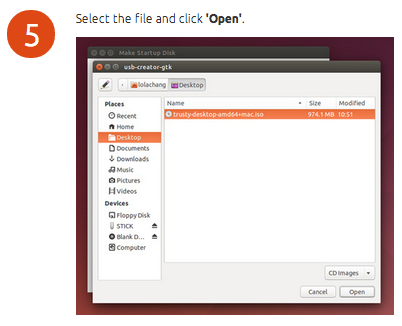 5
Select the file and click 'Open'.
Make Startup Disk
usb-creator-gtk
lolachang Desktop
Places
Name Size Modified
Recent
trusty-desktop-amd64+mac.iso 974.1 MB 10:51
Home
Desktop
Documents
Downloads
Music
Pictures
Videos
Devices
Floppy Disk
STICK
Blank D...
Computer
CD Images
Cancel Open